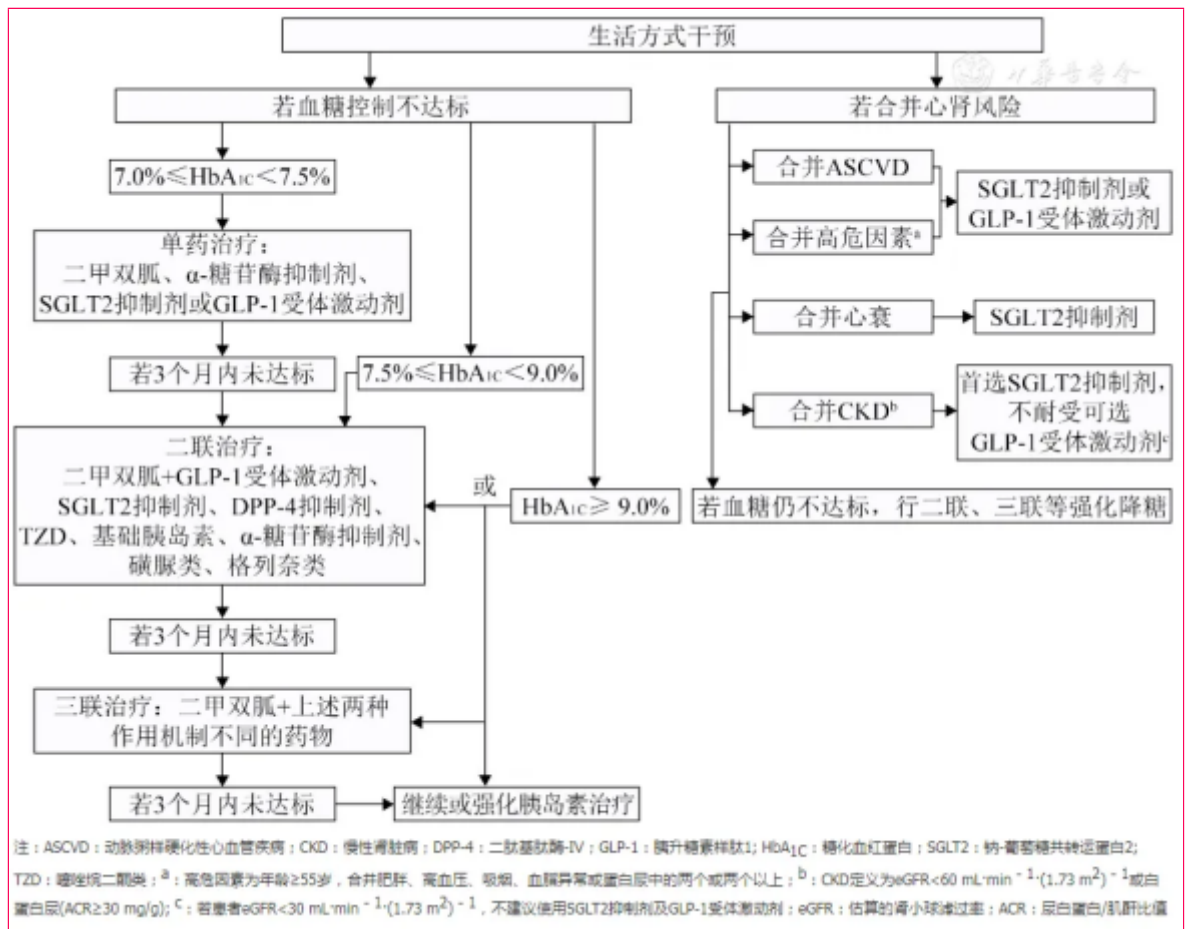 生活方式干预
若血糖控制不达标
7.0%≤HbA1C<7.5%
单药治疗：
二甲双胍、α-糖苷酶抑制剂、
SGLT2抑制剂或GLP-1受体激动剂
若3个月内未达标
7.5%≤HbA1C<9.0%
二联治疗：
二甲双胍+GLP-1受体激动剂、
SGLT2抑制剂、DPP-4抑制剂、
TZD、基础胰岛素、α-糖苷酶抑制剂、
磺脲类、格列奈类
或
HbA1C≥ 9.0%
若3个月内未达标
三联治疗：二甲双胍+上述两种
作用机制不同的药物
若3个月内未达标
继续或强化胰岛素治疗
若合并心肾风险
合并ASCVD
合并高危因素a
SGLT2抑制剂或
GLP-1受体激动剂
合并心衰
SGLT2抑制剂
合并CKDb
首选SGLT2抑制剂，
不耐受可选
GLP-1受体激动剂c
若血糖仍不达标，行二联、三联等强化降糖
注：ASCVD：动脉粥样硬化性心血管疾病；CKD：慢性肾脏病；DPP-4：二肽基肽酶-IV；GLP-1：胰升糖素样肽1; HbA1C：糖化血红蛋白；SGLT2：钠-葡萄糖共转运蛋白2;
TZD：噻唑烷二酮类；a：高危因素为年龄≥55岁，合并肥胖、高血压、吸烟、血脂异常或蛋白尿中的两个或两个以上；b：CKD定义为eGFR<60 mL·min-1·(1.73 m2)-1或白
蛋白尿(ACR≥30 mg/g); c：若患者eGFR<30 mL·min-1·(1.73 m2)-1，不建议使用SGLT2抑制剂及GLP-1受体激动剂；eGFR：估算的肾小球滤过率；ACR：尿白蛋白/肌酐比值